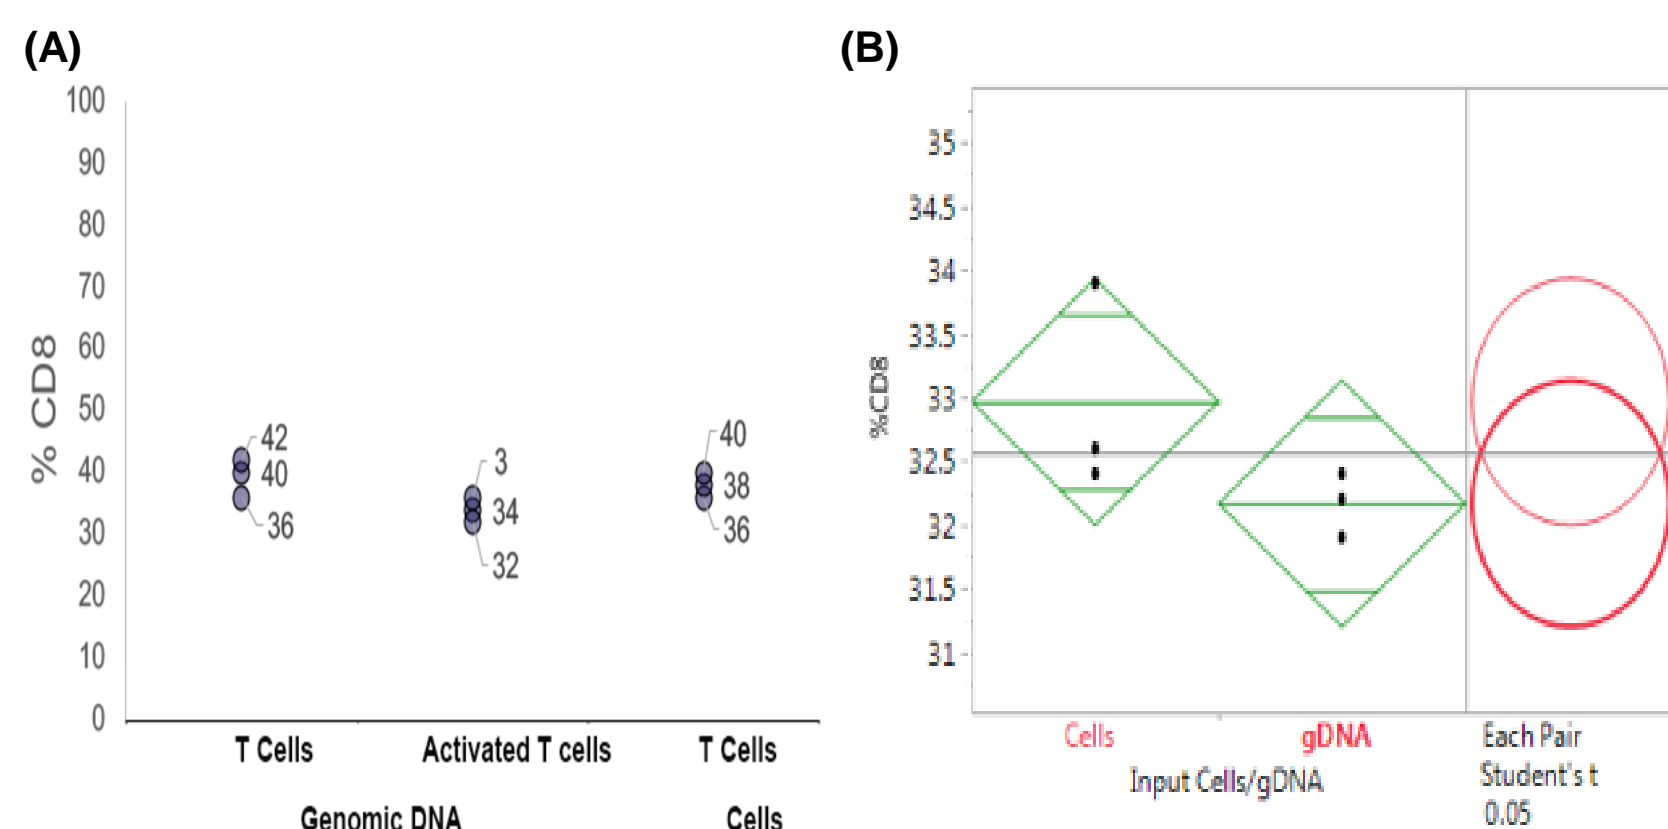 (A)
100
90
80
70
60
50
40
30
20
10
0
% CD8
42
40
36
3
34
32
40
38
36
T Cells
Activated T cells
T Cells
Genomic DNA
Cells
(B)
35
34.5
34
33.5
33
32.5
32
31.5
31
%CD8
Cells
gDNA
Input Cells/gDNA
Each Pair
Student's t
0.05